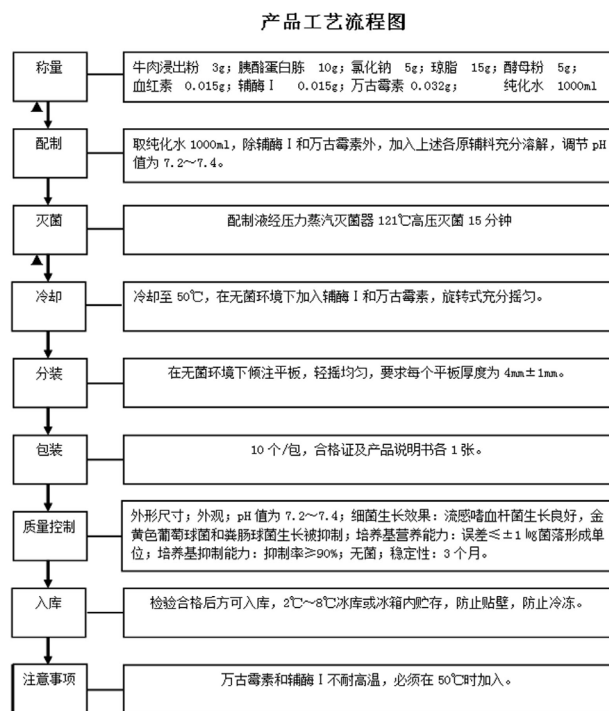 产品工艺流程图
称量
牛肉浸出粉 3g；胰酪蛋白胨 10g；氯化钠 5g；琼脂 15g；酵母粉 5g；
血红素 0.015g；辅酶Ⅰ 0.015g；万古霉素 0.032g； 纯化水 1000ml
配制
取纯化水 1000ml，除辅酶Ⅰ和万古霉素外，加入上述各原辅料充分溶解，调节 pH
值为 7.2～7.4。
灭菌
配制液经压力蒸汽灭菌器 121℃高压灭菌 15 分钟
冷却
冷却至 50℃，在无菌环境下加入辅酶Ⅰ和万古霉素，旋转式充分摇匀。
分装
在无菌环境下倾注平板，轻摇均匀，要求每个平板厚度为 4mm±1mm。
包装
10 个/包，合格证及产品说明书各 1 张。
质量控制
外形尺寸；外观；pH 值为 7.2～7.4；细菌生长效果：流感嗜血杆菌生长良好，金
黄色葡萄球菌和粪肠球菌生长被抑制；培养基营养能力：误差≤±1 lg菌落形成单
位；培养基抑制能力：抑制率≥90%；无菌；稳定性：3 个月。
入库
检验合格后方可入库，2℃～8℃冰库或冰箱内贮存，防止贴壁，防止冷冻。
注意事项
万古霉素和辅酶Ⅰ不耐高温，必须在 50℃时加入。